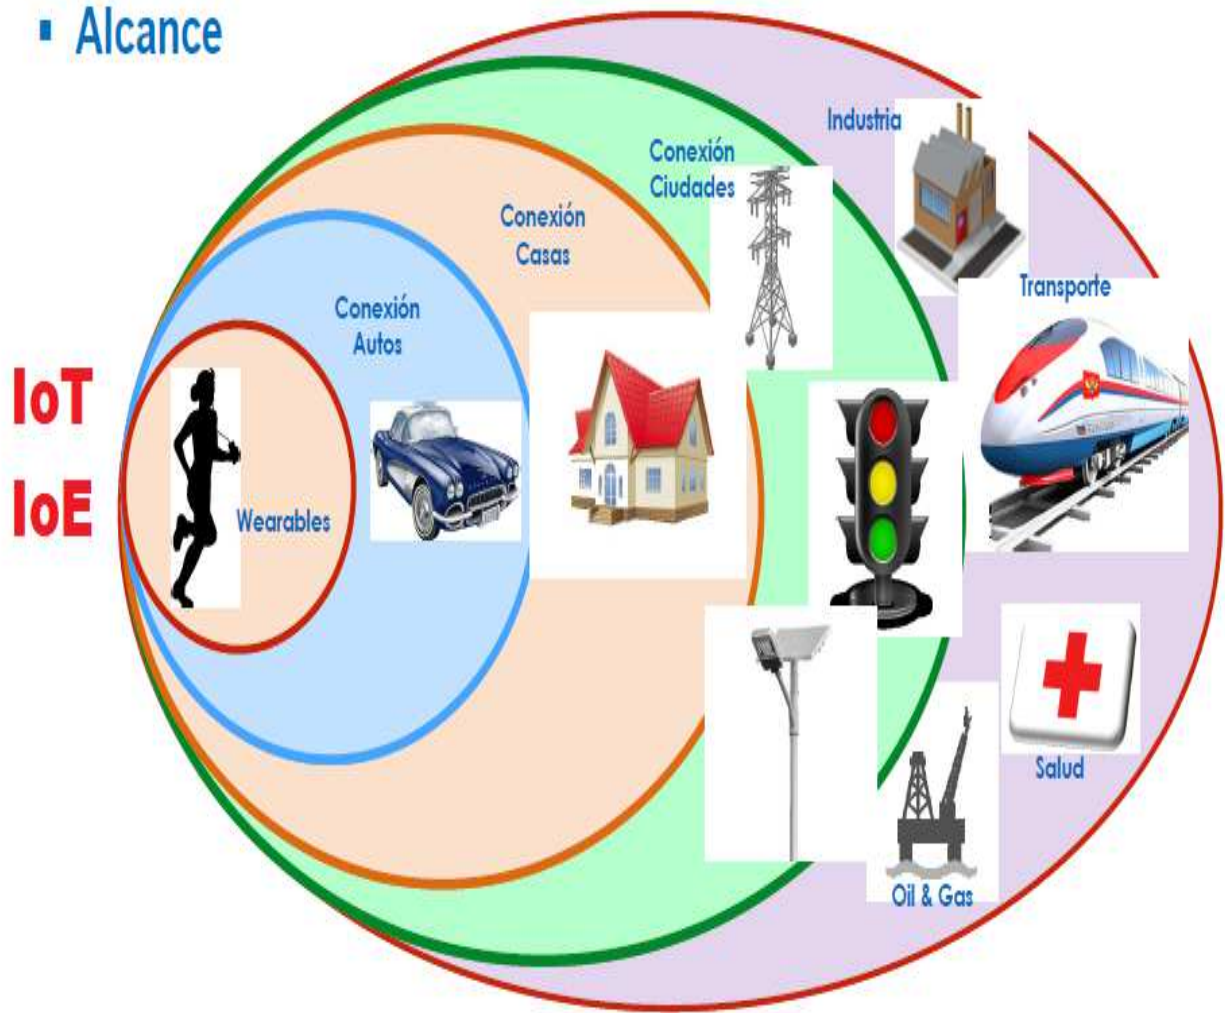 ▪ Alcance
Industria
Conexión
Ciudades
Conexión
Casas
Transporte
Conexión
Autos
IoT
IoE
Wearables
Salud
Oil & Gas